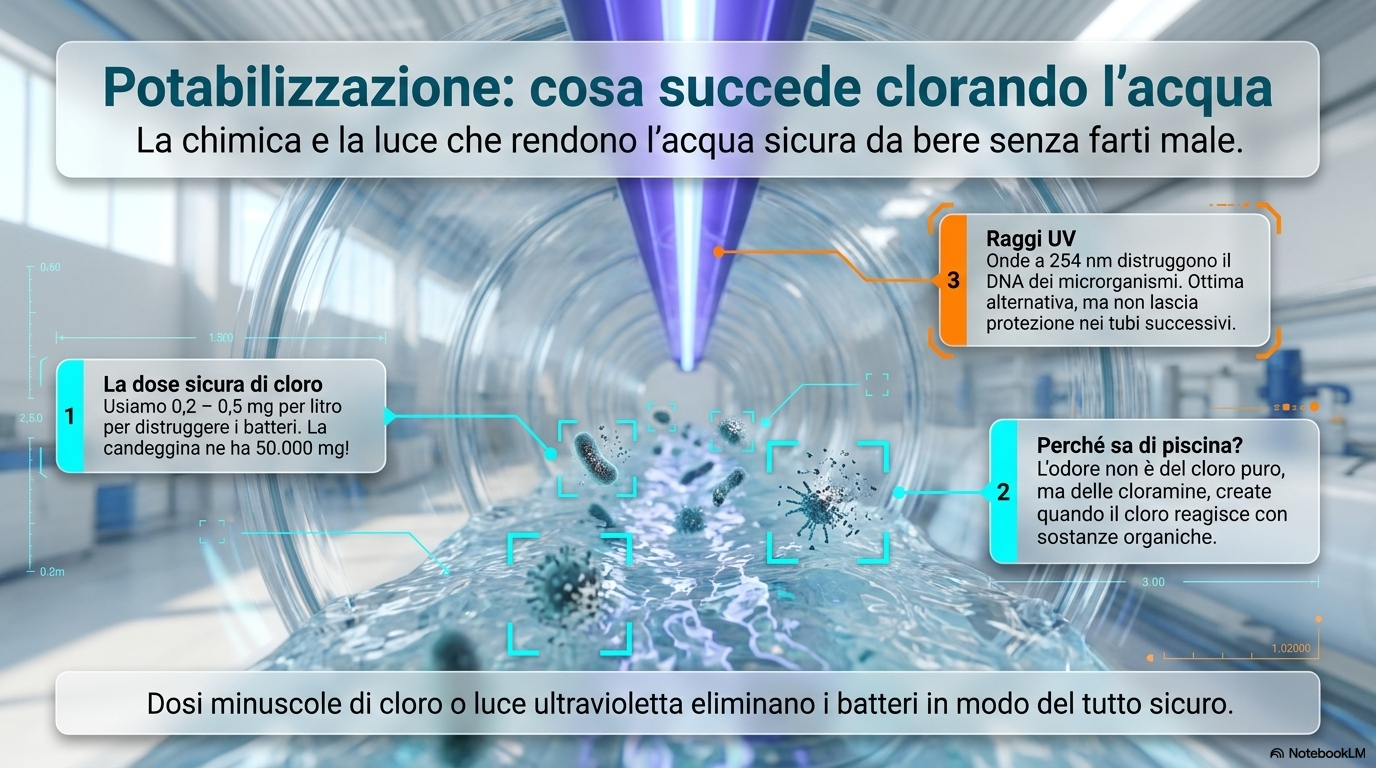 Potabilizzazione: cosa succede clorando l'acqua
La chimica e la luce che rendono l'acqua sicura da bere senza farti male.
1
La dose sicura di cloro
Usiamo 0,2 – 0,5 mg per litro
per distruggere i batteri. La
candeggina ne ha 50.000 mg!
3
Raggi UV
Onde a 254 nm distruggono il
DNA dei microrganismi. Ottima
alternativa, ma non lascia
protezione nei tubi successivi.
2
Perché sa di piscina?
L'odore non è del cloro puro,
ma delle cloramine, create
quando il cloro reagisce con
sostanze organiche.
0.60
0.2m
3.00
1,02000
Dosi minuscole di cloro o luce ultravioletta eliminano i batteri in modo del tutto sicuro.
NotebookLM